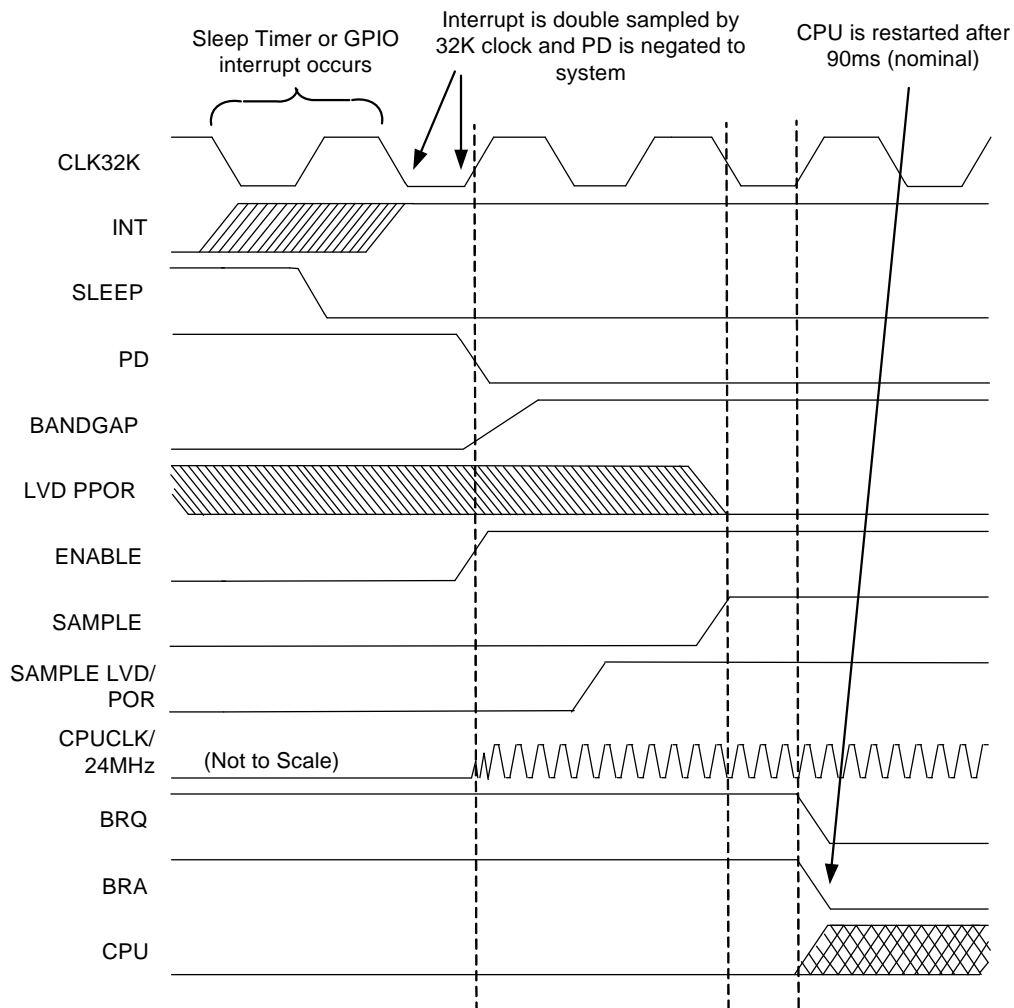 Sleep Timer or GPIO
interrupt occurs
Interrupt is double sampled by
32K clock and PD is negated to
system
CPU is restarted after
90ms (nominal)
CLK32K
INT
SLEEP
PD
BANDGAP
LVD PPOR
ENABLE
SAMPLE
SAMPLE LVD/
POR
CPUCLK/
24MHz
(Not to Scale)
BRQ
BRA
CPU